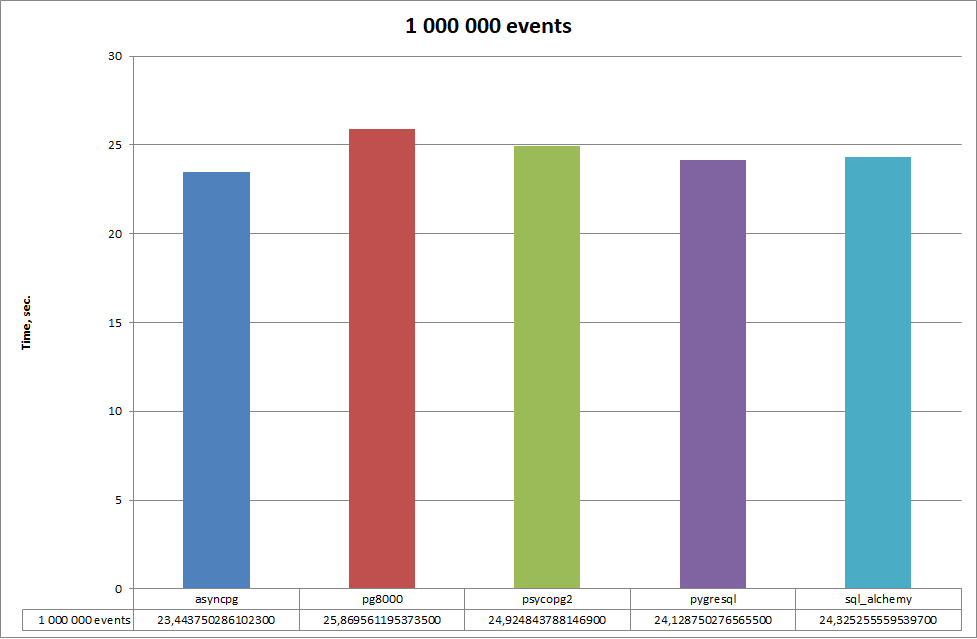 1 000 000 events
30
25
20
15
10
5
0
Time, sec.
asyncpg pg8000 psycopg2 pygresql sql_alchemy
1 000 000 events 23,443750286102300 25,869561195373500 24,924843788146900 24,128750276565500 24,325255559539700